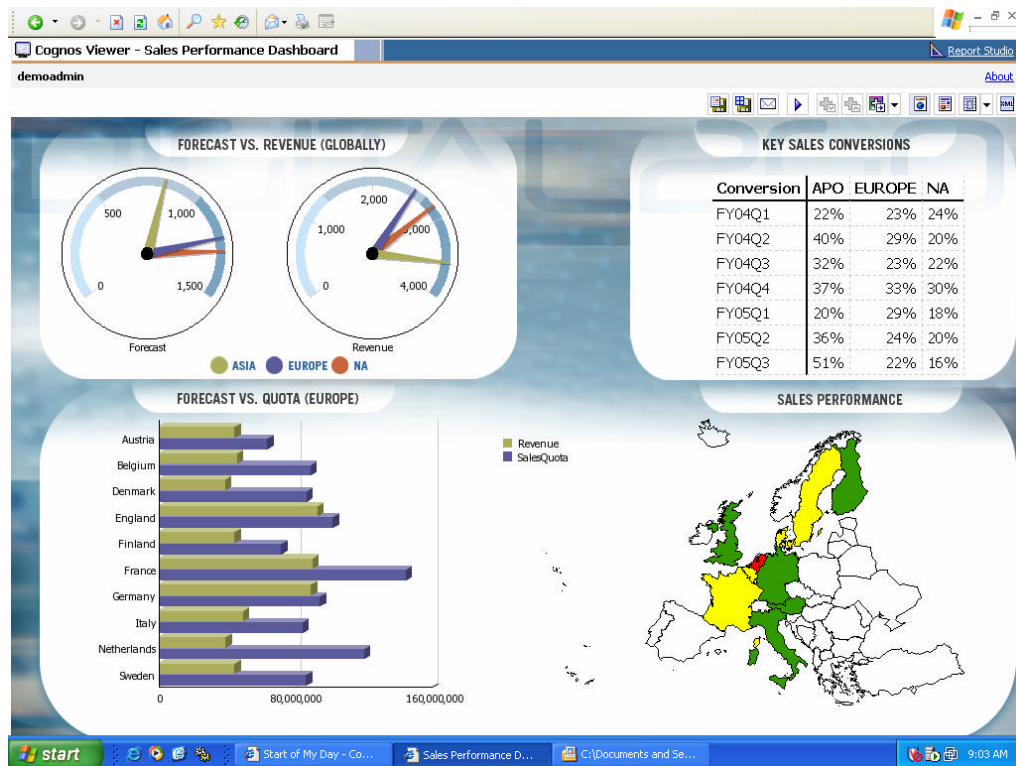 Cognos Viewer - Sales Performance Dashboard
Report Studio
demoadmin
About
XML
FORECAST VS. REVENUE (GLOBALLY)
0
500
1,000
1,500
Forecast
0
1,000
2,000
4,000
Revenue
ASIA EUROPE NA
KEY SALES CONVERSIONS
Conversion APO EUROPE NA
FY04Q1 22% 23% 24%
FY04Q2 40% 29% 20%
FY04Q3 32% 23% 22%
FY04Q4 37% 33% 30%
FY05Q1 20% 29% 18%
FY05Q2 36% 24% 20%
FY05Q3 51% 22% 16%
FORECAST VS. QUOTA (EUROPE)
Austria
Belgium
Denmark
England
Finland
France
Germany
Italy
Netherlands
Sweden
0 80,000,000 160,000,000
Revenue
SalesQuota
SALES PERFORMANCE
start
Start of My Day - Co...
Sales Performance D...
C:\Documents and Se...
9:03 AM